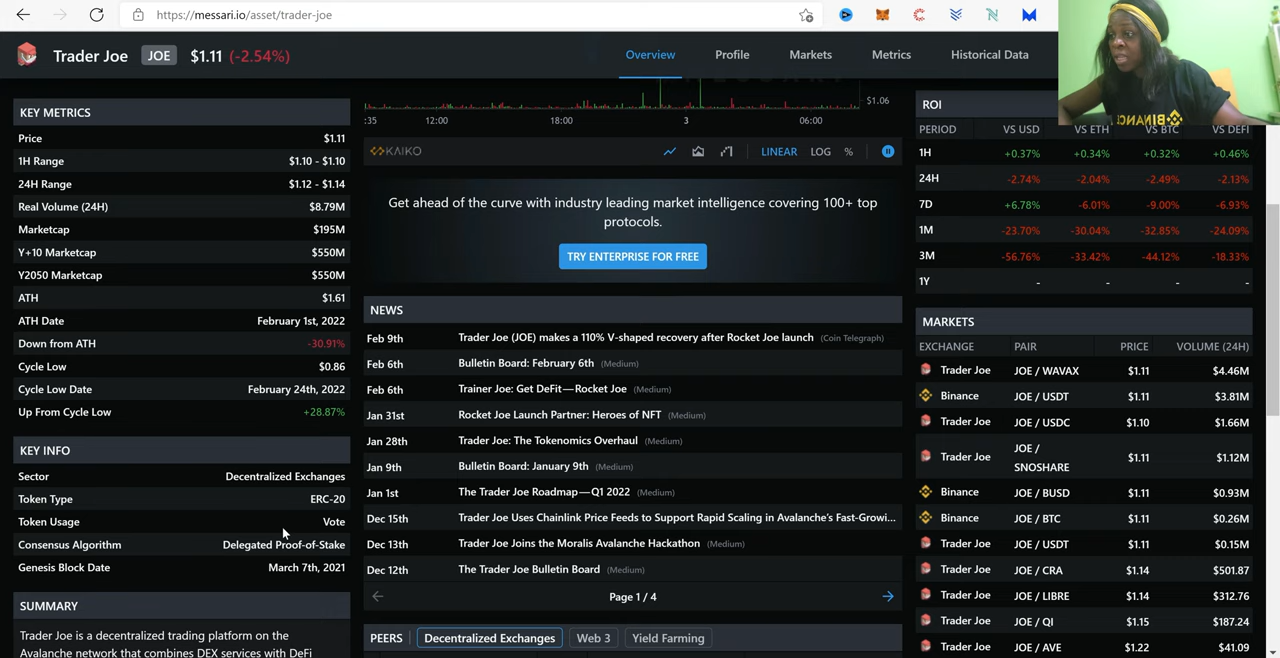 https://messari.io/asset/trader-joe
Trader Joe JOE $1.11 (-2.54%)
Overview Profile Markets Metrics Historical Data
KEY METRICS
Price $1.11
1H Range $1.10 - $1.10
24H Range $1.12 - $1.14
Real Volume (24H) $8.79M
Marketcap $195M
Y+10 Marketcap $550M
Y2050 Marketcap $550M
ATH $1.61
ATH Date February 1st, 2022
Down from ATH -30.91%
Cycle Low $0.86
Cycle Low Date February 24th, 2022
Up From Cycle Low +28.87%
KEY INFO
Sector Decentralized Exchanges
Token Type ERC-20
Token Usage Vote
Consensus Algorithm Delegated Proof-of-Stake
Genesis Block Date March 7th, 2021
SUMMARY
Trader Joe is a decentralized trading platform on the
Avalanche network that combines DEX services with DeFi
$1.06
:35 12:00 18:00 3 06:00
KAIKO LINEAR LOG %
Get ahead of the curve with industry leading market intelligence covering 100+ top
protocols.
TRY ENTERPRISE FOR FREE
NEWS
Feb 9th Trader Joe (JOE) makes a 110% V-shaped recovery after Rocket Joe launch (Coin Telegraph)
Feb 6th Bulletin Board: February 6th (Medium)
Feb 6th Trainer Joe: Get DeFit — Rocket Joe (Medium)
Jan 31st Rocket Joe Launch Partner: Heroes of NFT (Medium)
Jan 28th Trader Joe: The Tokenomics Overhaul (Medium)
Jan 9th Bulletin Board: January 9th (Medium)
Jan 1st The Trader Joe Roadmap — Q1 2022 (Medium)
Dec 15th Trader Joe Uses Chainlink Price Feeds to Support Rapid Scaling in Avalanche's Fast-Growi...
Dec 13th Trader Joe Joins the Moralis Avalanche Hackathon (Medium)
Dec 12th The Trader Joe Bulletin Board (Medium)
Page 1 / 4
PEERS Decentralized Exchanges Web 3 Yield Farming
BINANCE
ROI
PERIOD VS USD VS ETH VS BTC VS DEFI
1H +0.37% +0.34% +0.32% +0.46%
24H -2.74% -2.04% -2.49% -2.13%
7D +6.78% -6.01% -9.00% -6.93%
1M -23.70% -30.04% -32.85% -24.09%
3M -56.76% -33.42% -44.12% -18.33%
1Y - - - -
MARKETS
EXCHANGE PAIR PRICE VOLUME (24H)
Trader Joe JOE / WAVAX $1.11 $4.46M
Binance JOE / USDT $1.11 $3.81M
Trader Joe JOE / USDC $1.10 $1.66M
Trader Joe JOE / SNOSHARE $1.11 $1.12M
Binance JOE / BUSD $1.11 $0.93M
Binance JOE / BTC $1.11 $0.26M
Trader Joe JOE / USDT $1.11 $0.15M
Trader Joe JOE / CRA $1.14 $501.87
Trader Joe JOE / LIBRE $1.14 $312.76
Trader Joe JOE / QI $1.15 $187.24
Trader Joe JOE / AVE $1.22 $41.09